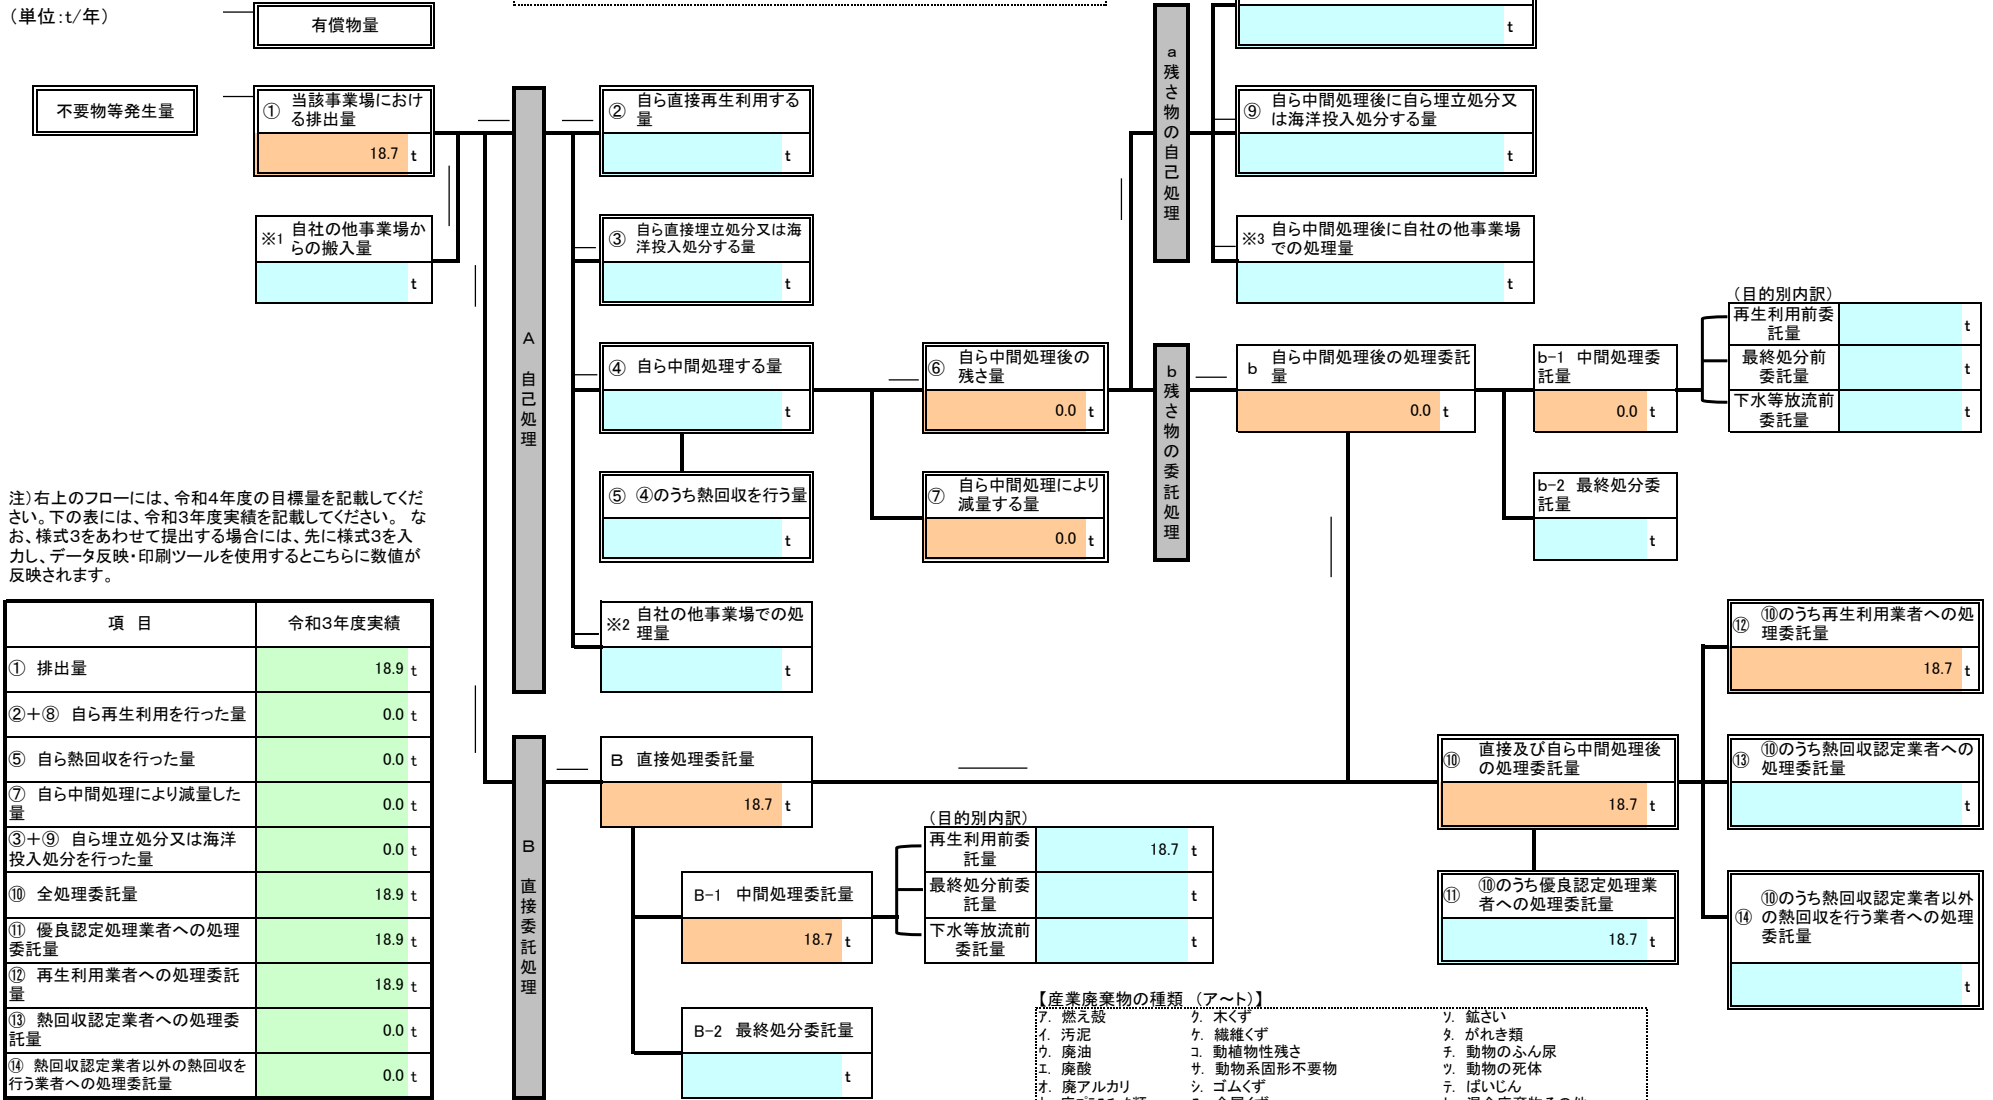 （単位：t/年）
有償物量
t
不要物等発生量
① 当該事業場におけ
る排出量
18.7 t
※1 自社の他事業場か
らの搬入量
t
A 自己処理
② 自ら直接再生利用する
量
t
③ 自ら直接埋立処分又は海
洋投入処分する量
t
④ 自ら中間処理する量
t
⑤ ④のうち熱回収を行う量
t
※2 自社の他事業場での処
理量
t
⑥ 自ら中間処理後の
残さ量
0.0 t
⑦ 自ら中間処理により
減量する量
0.0 t
a 残さ物の自己処理
⑨ 自ら中間処理後に自ら埋立処分又
は海洋投入処分する量
t
※3 自ら中間処理後に自社の他事業場
での処理量
t
b 残さ物の委託処理
b 自ら中間処理後の処理委託
量
0.0 t
b-1 中間処理委
託量
0.0 t
b-2 最終処分委
託量
t
（目的別内訳）
再生利用前委
託量
t
最終処分前
委託量
t
下水等放流前
委託量
t
注）右上のフローには、令和4年度の目標量を記載してくだ
さい。下の表には、令和3年度実績を記載してください。 な
お、様式3をあわせて提出する場合には、先に様式3を入
力し、データ反映・印刷ツールを使用するとこちらに数値が
反映されます。
項 目 令和3年度実績
① 排出量 18.9 t
②＋⑧ 自ら再生利用を行った量 0.0 t
⑤ 自ら熱回収を行った量 0.0 t
⑦ 自ら中間処理により減量した
量 0.0 t
③＋⑨ 自ら埋立処分又は海洋
投入処分を行った量 0.0 t
⑩ 全処理委託量 18.9 t
⑪ 優良認定処理業者への処理
委託量 18.9 t
⑫ 再生利用業者への処理委託
量 18.9 t
⑬ 熱回収認定業者への処理委
託量 0.0 t
⑭ 熱回収認定業者以外の熱回収を
行う業者への処理委託量 0.0 t
B 直接委託処理
B 直接処理委託量
18.7 t
B-1 中間処理委託量
18.7 t
B-2 最終処分委託量
t
（目的別内訳）
再生利用前委
託量
18.7 t
最終処分前委
託量
t
下水等放流前
委託量
t
⑩ 直接及び自ら中間処理後
の処理委託量
18.7 t
⑪ ⑩のうち優良認定処理業
者への処理委託量
18.7 t
⑫ ⑩のうち再生利用業者への処
理委託量
18.7 t
⑬ ⑩のうち熱回収認定業者への
処理委託量
t
⑭ ⑩のうち熱回収認定業者以外
の熱回収を行う業者への処理
委託量
t
【産業廃棄物の種類 （ア～ト）】
ア. 燃え殻 ク. 木くず ソ. 鉱さい
イ. 汚泥 ケ. 繊維くず タ. がれき類
ウ. 廃油 コ. 動植物性残さ チ. 動物のふん尿
エ. 廃酸 サ. 動物系固形不要物 ツ. 動物の死体
オ. 廃アルカリ シ. ゴムくず テ. ばいじん